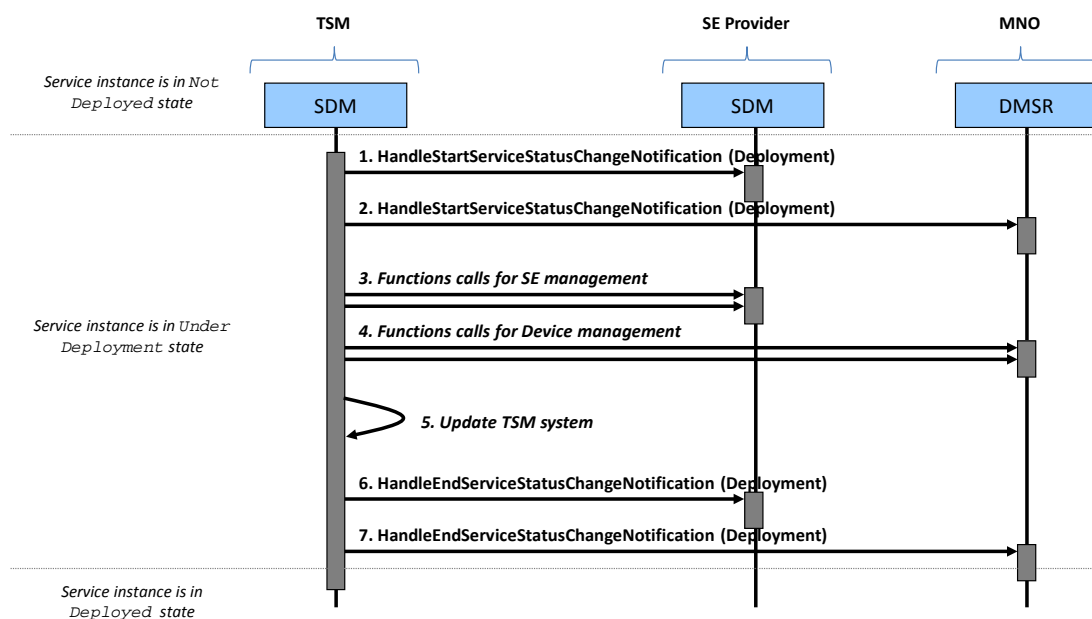 TSM
SE Provider
MNO
Service instance is in Not
Deployed state
SDM
SDM
DMSR
1. HandleStartServiceStatusChangeNotification (Deployment)
2. HandleStartServiceStatusChangeNotification (Deployment)
3. Functions calls for SE management
Service instance is in Under
Deployment state
4. Functions calls for Device management
5. Update TSM system
6. HandleEndServiceStatusChangeNotification (Deployment)
7. HandleEndServiceStatusChangeNotification (Deployment)
Service instance is in
Deployed state